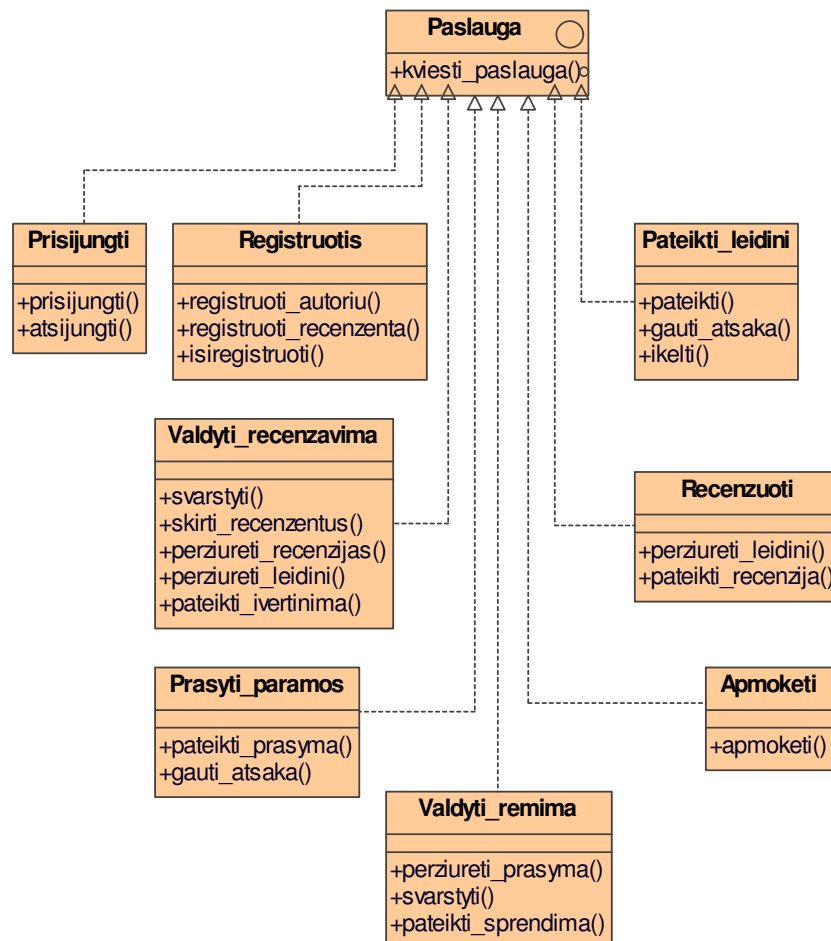 Paslauga
+kviesti_paslauga()
Prisijungti
+prisijungti()
+atsijungti()
Registruotis
+registruoti_autoriu()
+registruoti_recenzenta()
+isiregistruoti()
Pateikti_leidini
+pateikti()
+gauti_atsaka()
+ikelti()
Valdyti_recenzavima
+svarstyti()
+skirti_recenzentus()
+perziureti_recenzijas()
+perziureti_leidini()
+pateikti_ivertinima()
Recenzuoti
+perziureti_leidini()
+pateikti_recenzija()
Prasyti_paramos
+pateikti_prasyma()
+gauti_atsaka()
Apmoketi
+apmoketi()
Valdyti_remima
+perziureti_prasyma()
+svarstyti()
+pateikti_sprendima()